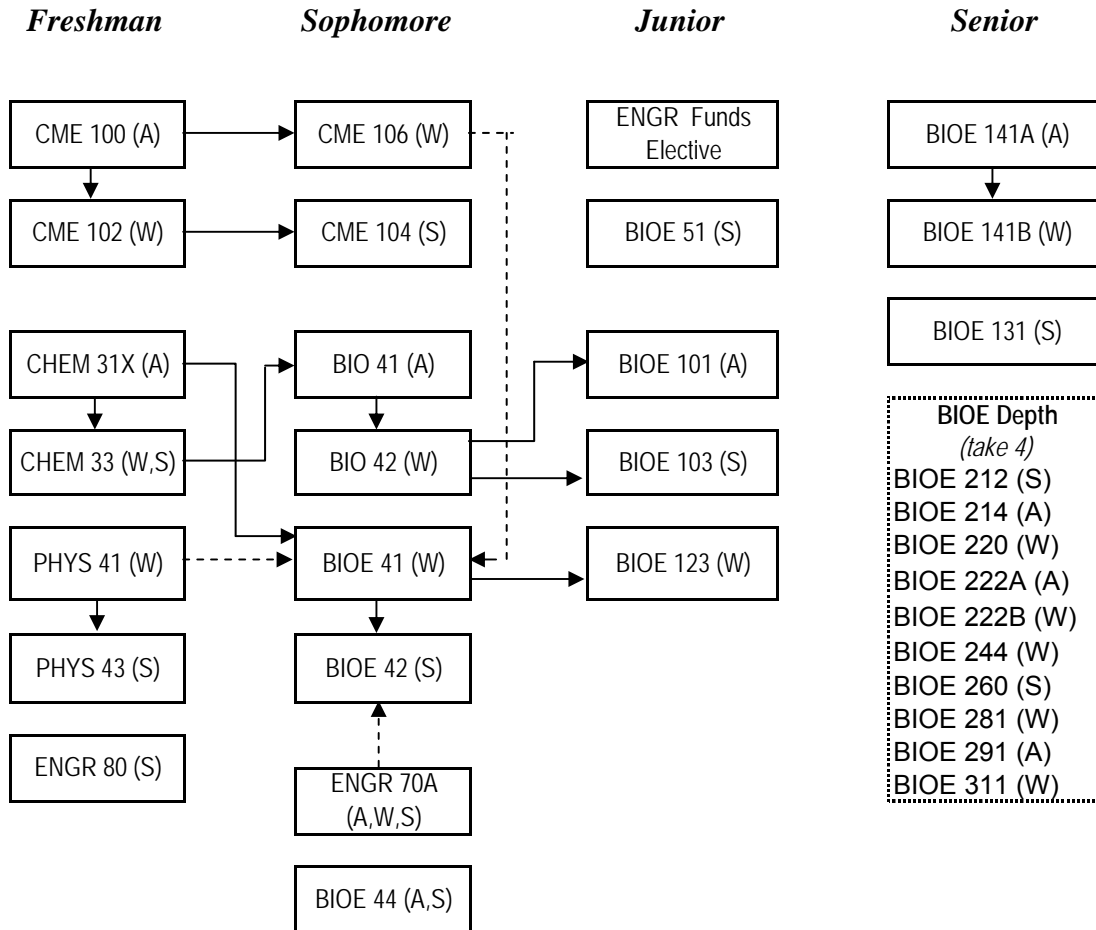 Freshman
Sophomore
Junior
Senior
CME 100 (A)
CME 102 (W)
CHEM 31X (A)
CHEM 33 (W,S)
PHYS 41 (W)
PHYS 43 (S)
ENGR 80 (S)
CME 106 (W)
CME 104 (S)
BIO 41 (A)
BIO 42 (W)
BIOE 41 (W)
BIOE 42 (S)
ENGR 70A
(A,W,S)
BIOE 44 (A,S)
ENGR Funds
Elective
BIOE 51 (S)
BIOE 101 (A)
BIOE 103 (S)
BIOE 123 (W)
BIOE 141A (A)
BIOE 141B (W)
BIOE 131 (S)
BIOE Depth
(take 4)
BIOE 212 (S)
BIOE 214 (A)
BIOE 220 (W)
BIOE 222A (A)
BIOE 222B (W)
BIOE 244 (W)
BIOE 260 (S)
BIOE 281 (W)
BIOE 291 (A)
BIOE 311 (W)